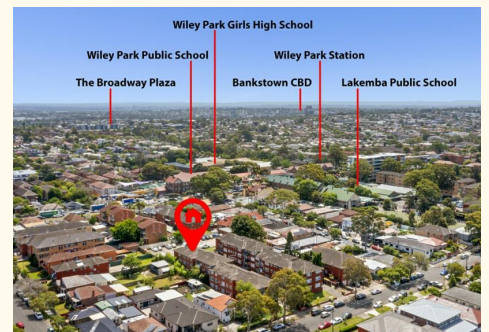 Wiley Park Girls High School
Wiley Park Public School
Wiley Park Station
The Broadway Plaza
Bankstown CBD
Lakemba Public School